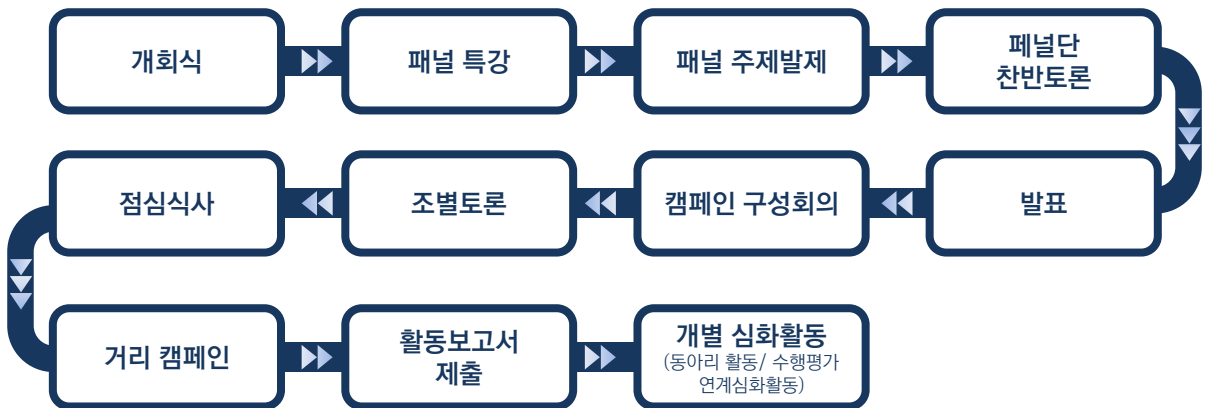 개회식
패널 특강
패널 주제발제
페널단
찬반토론
발표
캠페인 구성회의
조별토론
점심식사
거리 캠페인
활동보고서
제출
개별 심화활동
(동아리 활동/ 수행평가
연계심화활동)